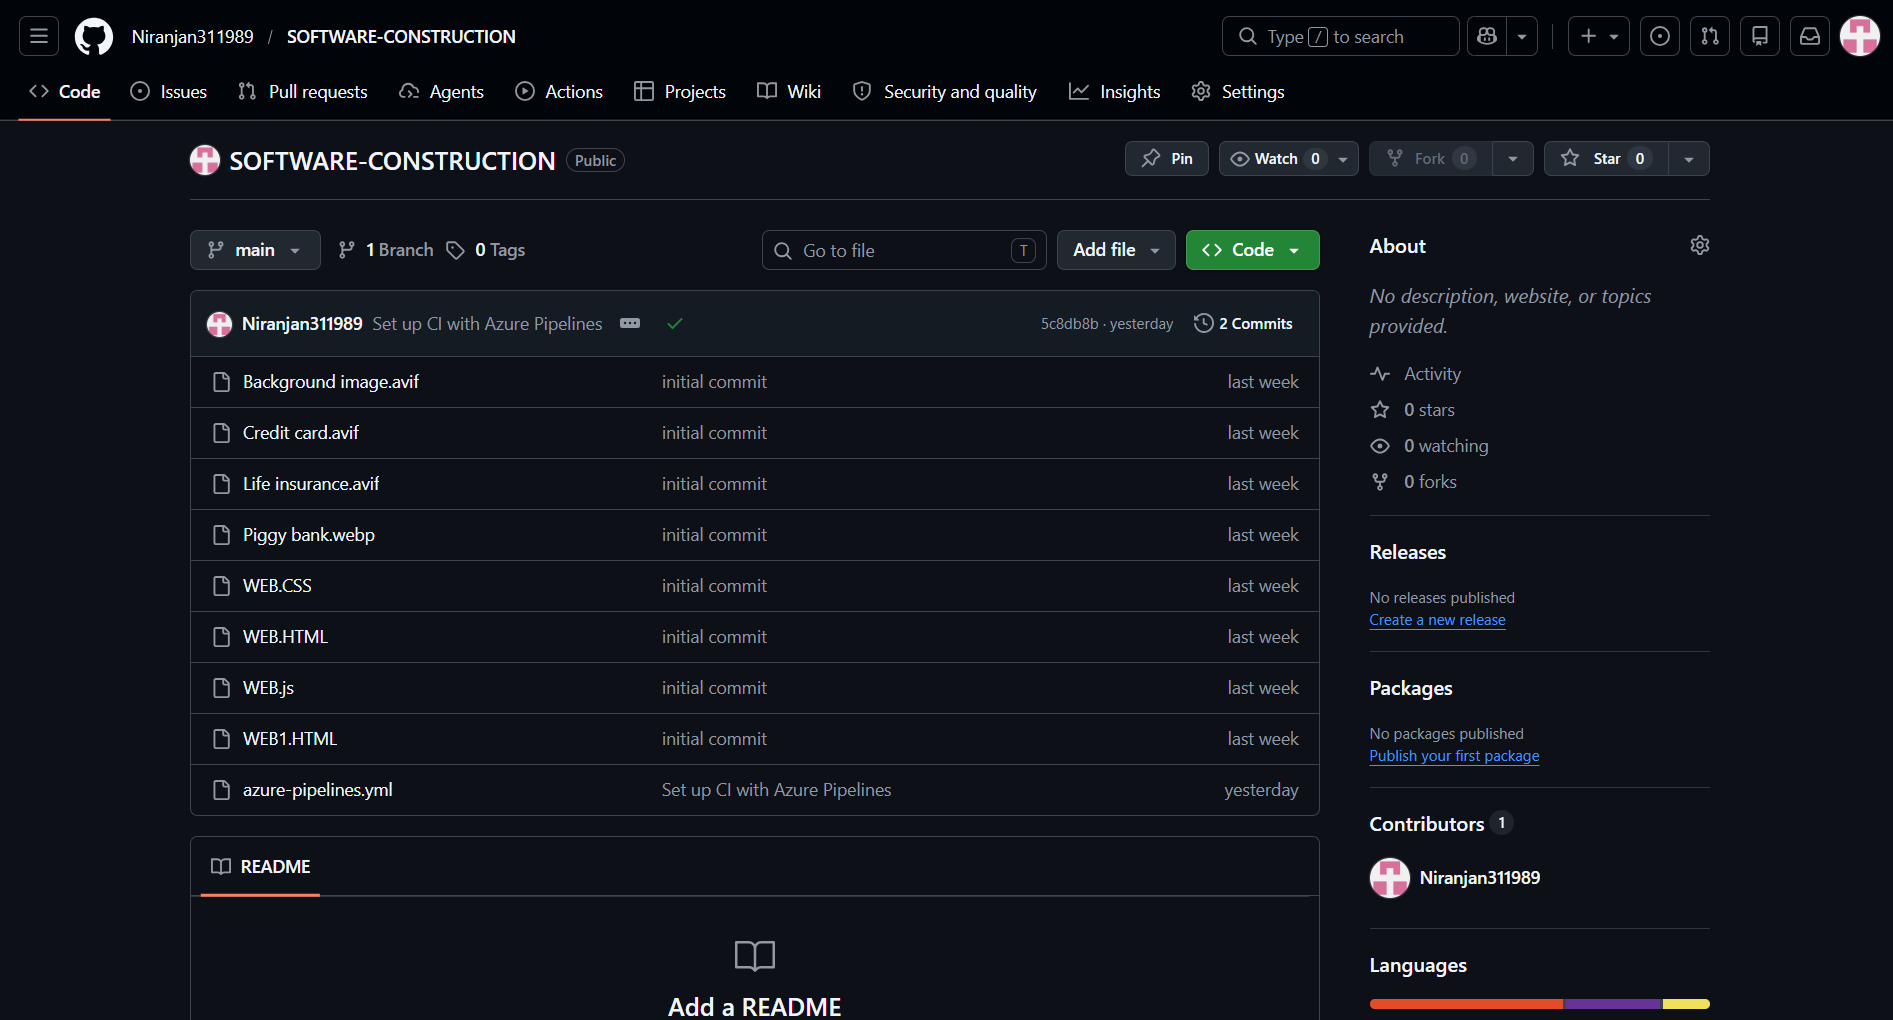 Niranjan311989 / SOFTWARE-CONSTRUCTION
Type / to search
Code Issues Pull requests Agents Actions Projects Wiki Security and quality Insights Settings
SOFTWARE-CONSTRUCTION Public
Pin Watch 0 Fork 0 Star 0
main 1 Branch 0 Tags
Go to file T Add file Code
Niranjan311989 Set up CI with Azure Pipelines 5c8db8b · yesterday 2 Commits
Background image.avif initial commit last week
Credit card.avif initial commit last week
Life insurance.avif initial commit last week
Piggy bank.webp initial commit last week
WEB.CSS initial commit last week
WEB.HTML initial commit last week
WEB.js initial commit last week
WEB1.HTML initial commit last week
azure-pipelines.yml Set up CI with Azure Pipelines yesterday
README
Add a README
About
No description, website, or topics
provided.
Activity
0 stars
0 watching
0 forks
Releases
No releases published
Create a new release
Packages
No packages published
Publish your first package
Contributors 1
Niranjan311989
Languages